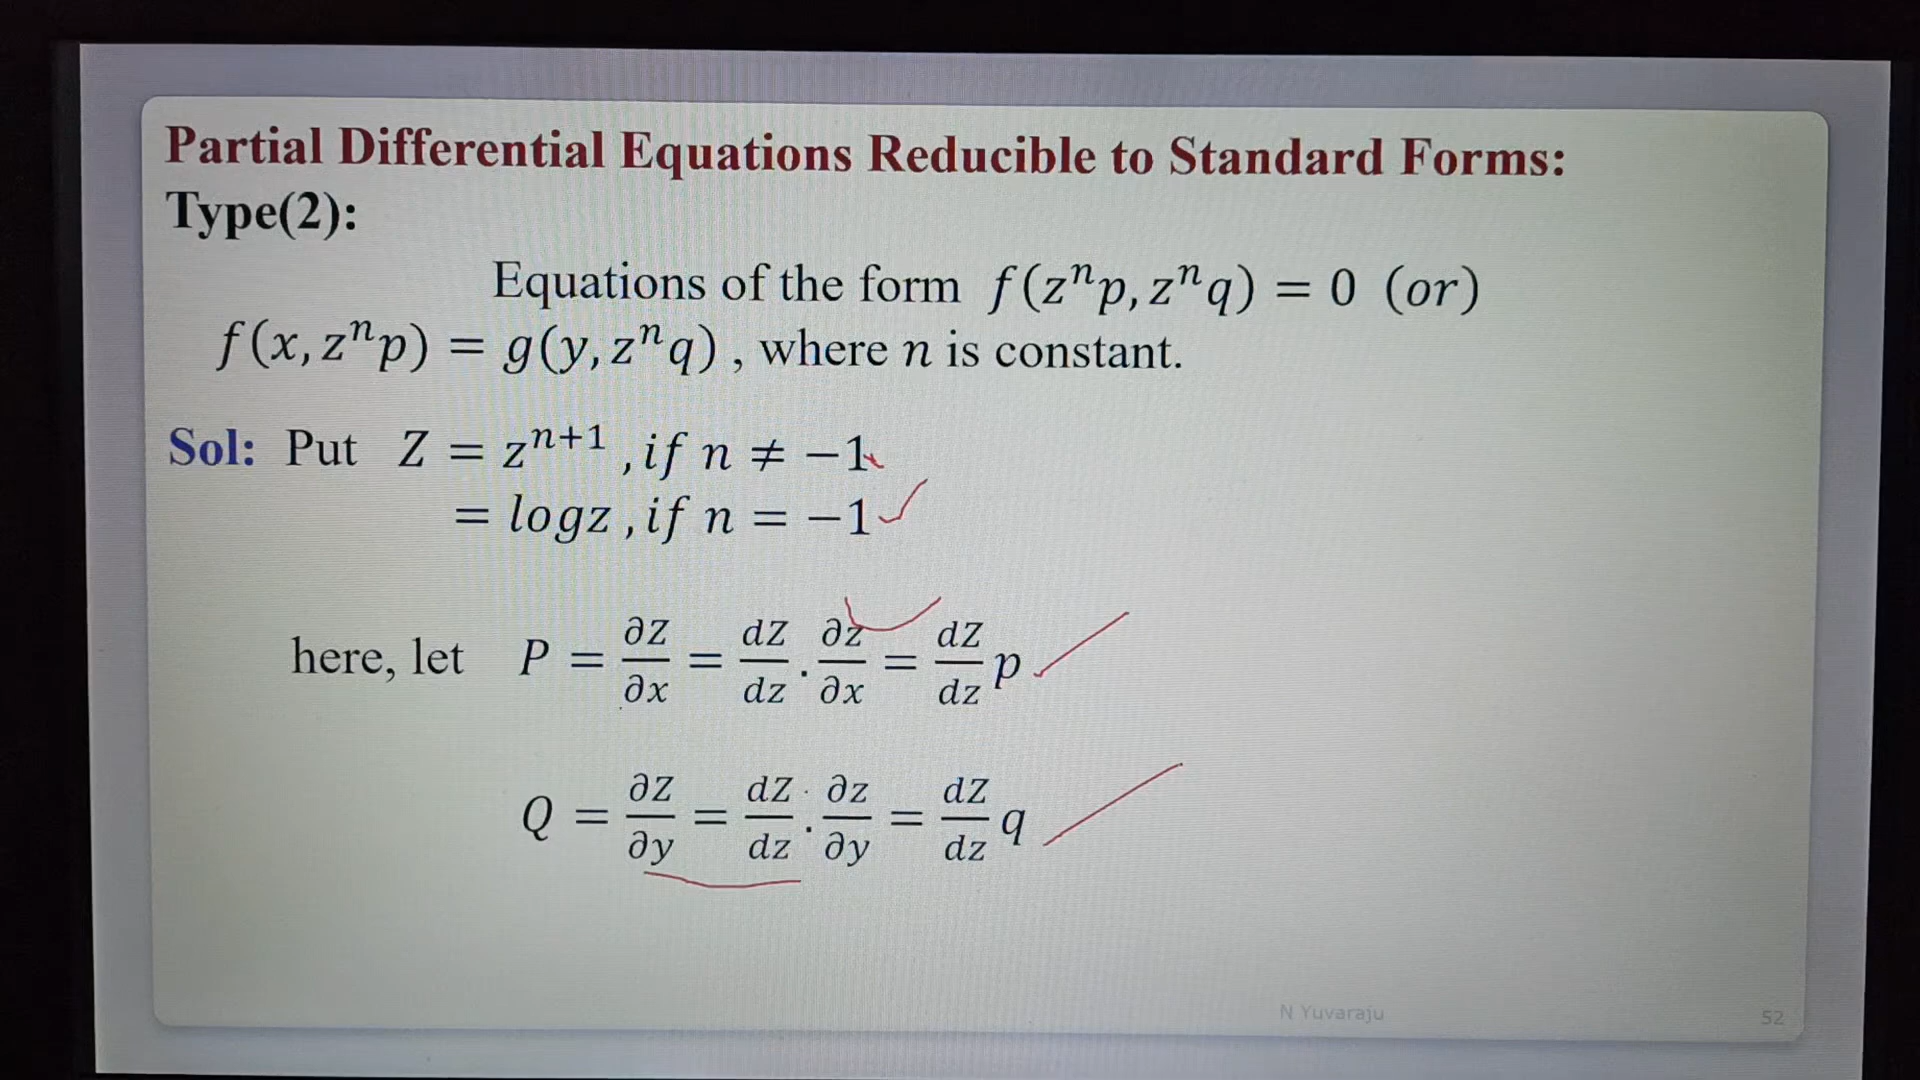 Partial Differential Equations Reducible to Standard Forms:
Type(2):
Equations of the form f(zⁿp, zⁿq) = 0 (or)
f(x, zⁿp) = g(y, zⁿq) , where n is constant.
Sol: Put Z = zⁿ⁺¹ , if n ≠ −1
= logz , if n = −1
here, let P = ∂Z/∂x = dZ/dz . ∂z/∂x = dZ/dz p
Q = ∂Z/∂y = dZ/dz . ∂z/∂y = dZ/dz q
N Yuvaraju
52